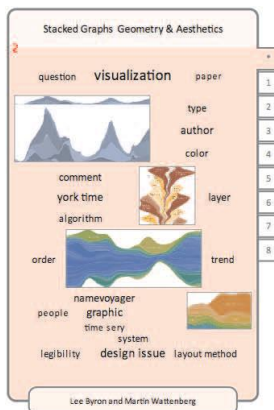 Stacked Graphs Geometry & Aesthetics
question visualization paper
type
author
color
comment
york time
layer
algorithm
order
trend
namevoyager
people graphic
time sery
system
legibility design issue layout method
Lee Byron and Martin Wattenberg
*
1
2
3
4
5
6
7
8